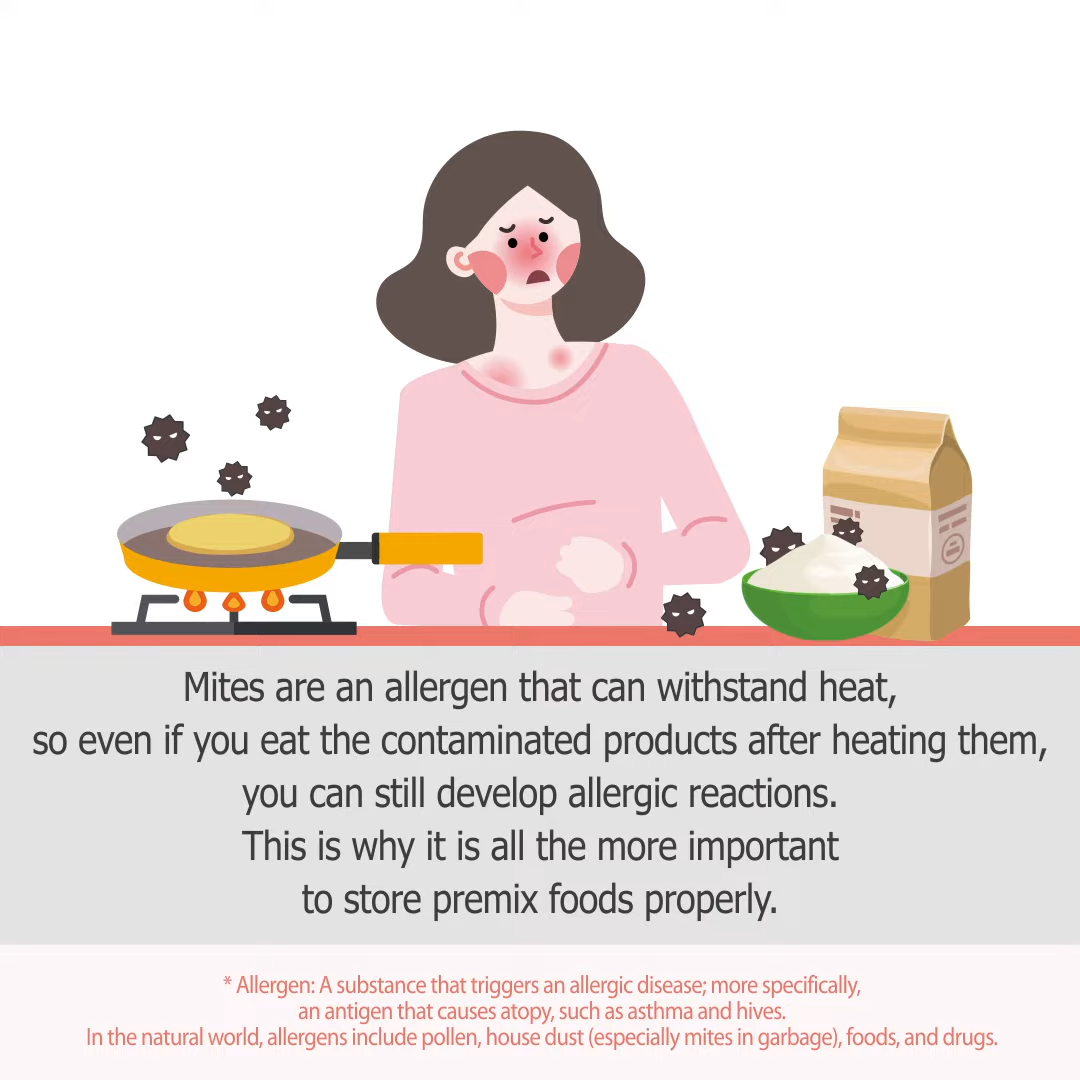 Mites are an allergen that can withstand heat,
so even if you eat the contaminated products after heating them,
you can still develop allergic reactions.
This is why it is all the more important
to store premix foods properly.
* Allergen: A substance that triggers an allergic disease; more specifically,
an antigen that causes atopy, such as asthma and hives.
In the natural world, allergens include pollen, house dust (especially mites in garbage), foods, and drugs.